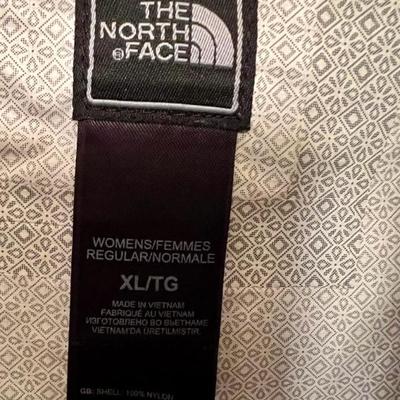 THE
NORTH
FACE
®
WOMENS/FEMMES
REGULAR/NORMALE
XL/TG
MADE IN VIETNAM
FABRIQUÉ AU VIETNAM
ИЗГОТОВЛЕНО ВО ВЬЕТНАМЕ
VIETNAM'DA ÜRETİLMİŞTİR.
GB: SHELL: 100% NYLON